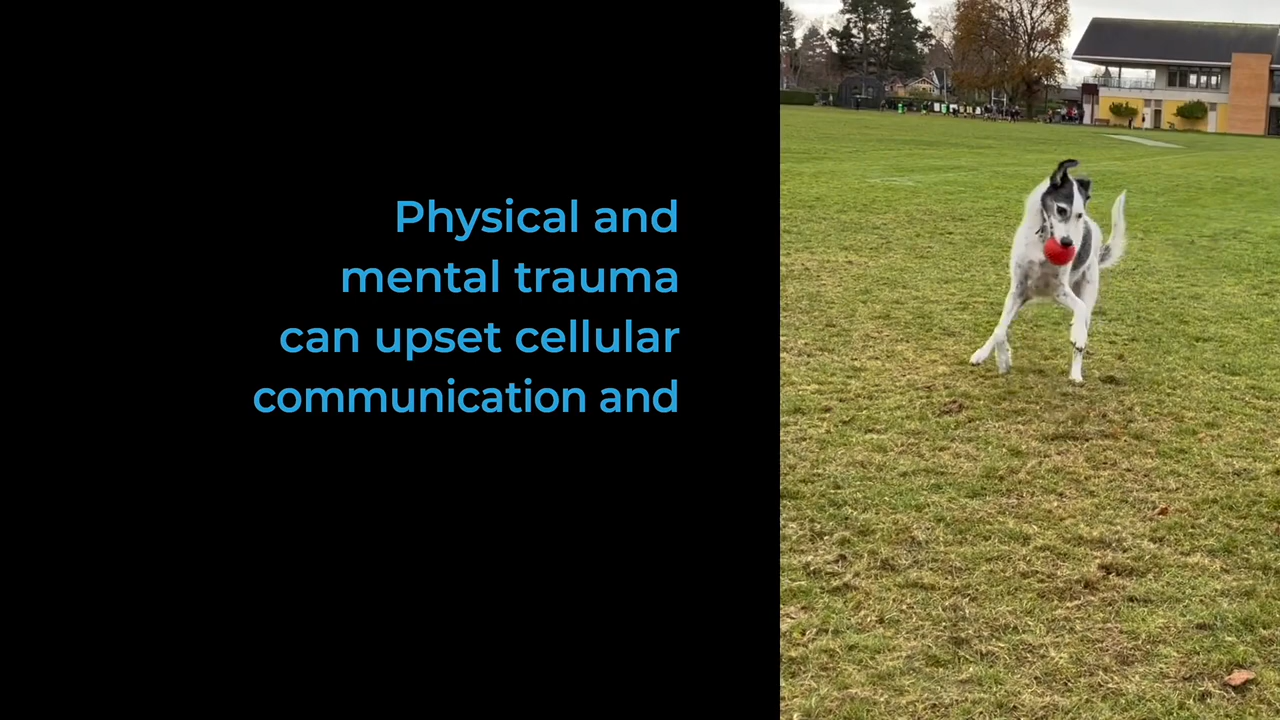 Physical and
mental trauma
can upset cellular
communication and